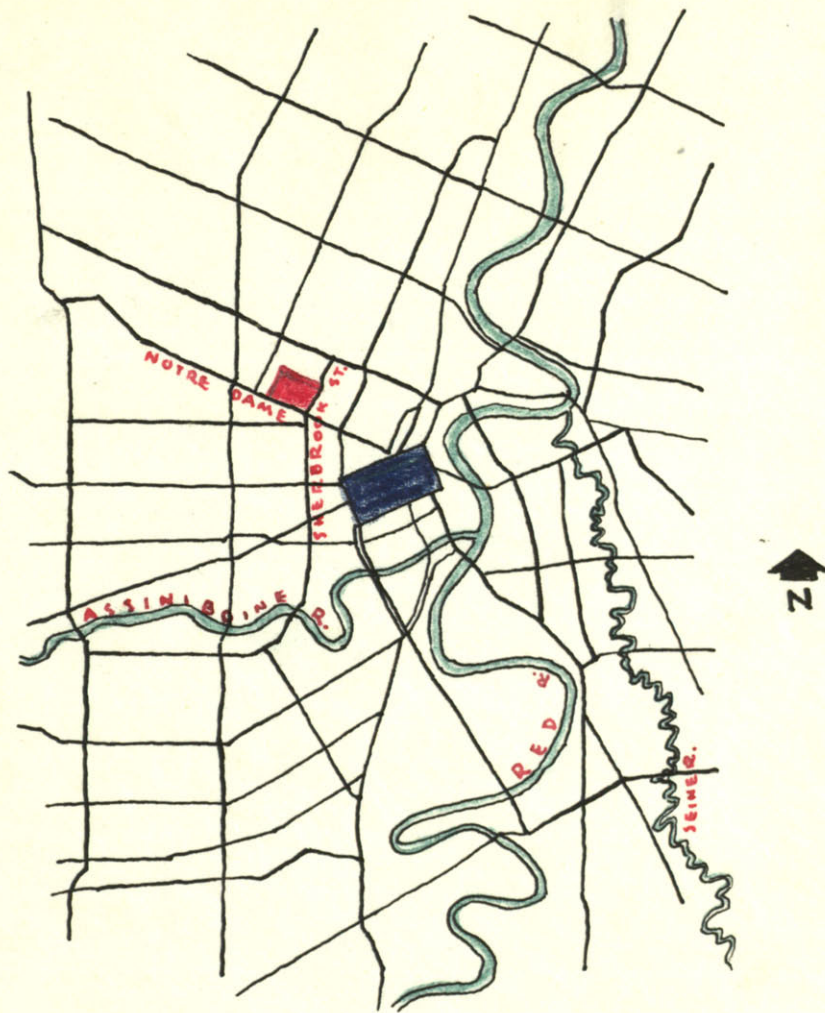 NOTRE DAME
SHERBROOK ST.
ASSINIBOINE R.
RED R.
SEINE R.
N